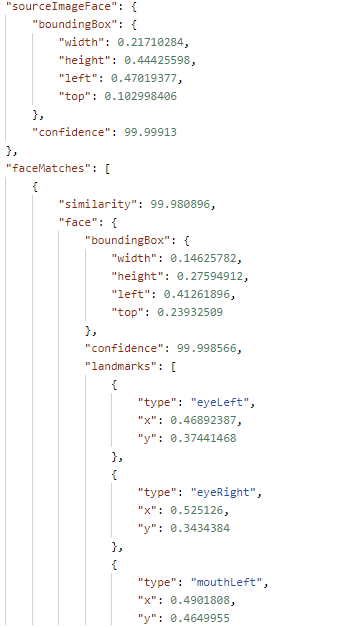 "sourceImageFace": {
"boundingBox": {
"width": 0.21710284,
"height": 0.44425598,
"left": 0.47019377,
"top": 0.102998406
},
"confidence": 99.99913
},
"faceMatches": [
{
"similarity": 99.980896,
"face": {
"boundingBox": {
"width": 0.14625782,
"height": 0.27594912,
"left": 0.41261896,
"top": 0.23932509
},
"confidence": 99.998566,
"landmarks": [
{
"type": "eyeLeft",
"x": 0.46892387,
"y": 0.37441468
},
{
"type": "eyeRight",
"x": 0.525126,
"y": 0.3434384
},
{
"type": "mouthLeft",
"x": 0.4901808,
"y": 0.4649955